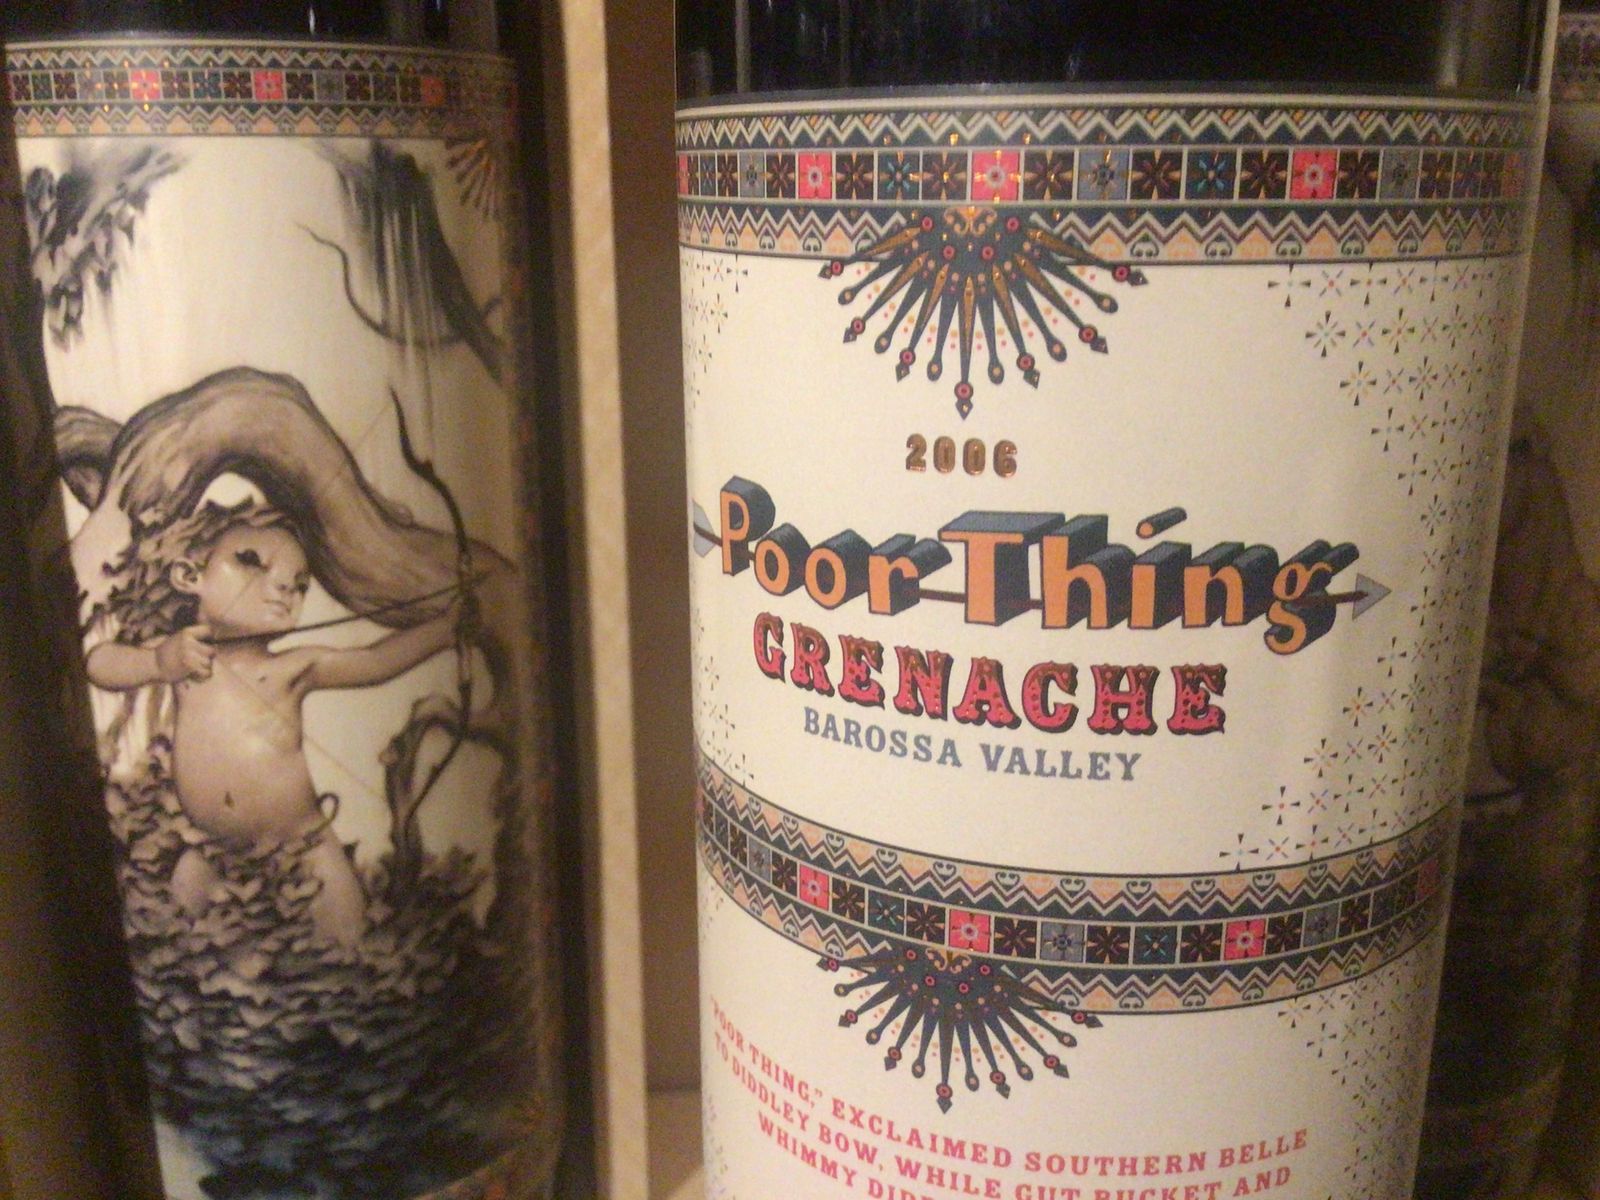 2006
Poor Thing
GRENACHE
BAROSSA VALLEY
"POOR THING," EXCLAIMED SOUTHERN BELLE
TO DIDDLEY BOW, WHILE GUT BUCKET AND
WHIMMY